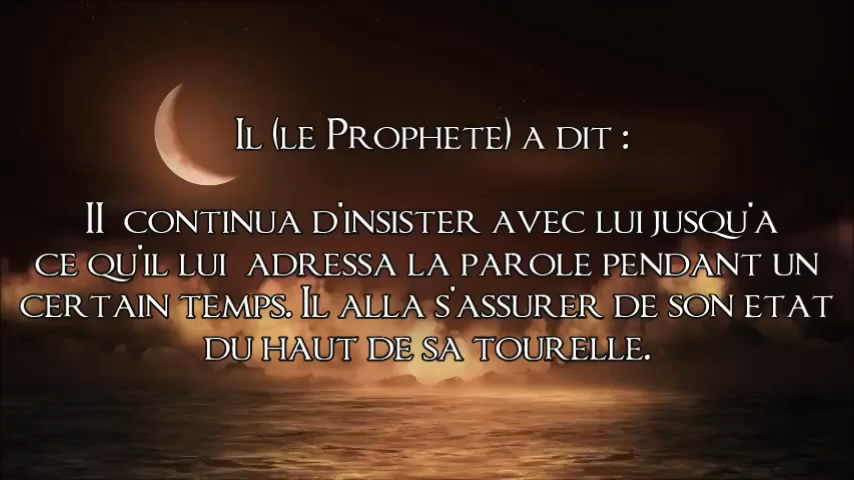 Il (le Prophete) a dit :
II continua d'insister avec lui jusqu'a
ce qu'il lui adressa la parole pendant un
certain temps. Il alla s'assurer de son etat
du haut de sa tourelle.